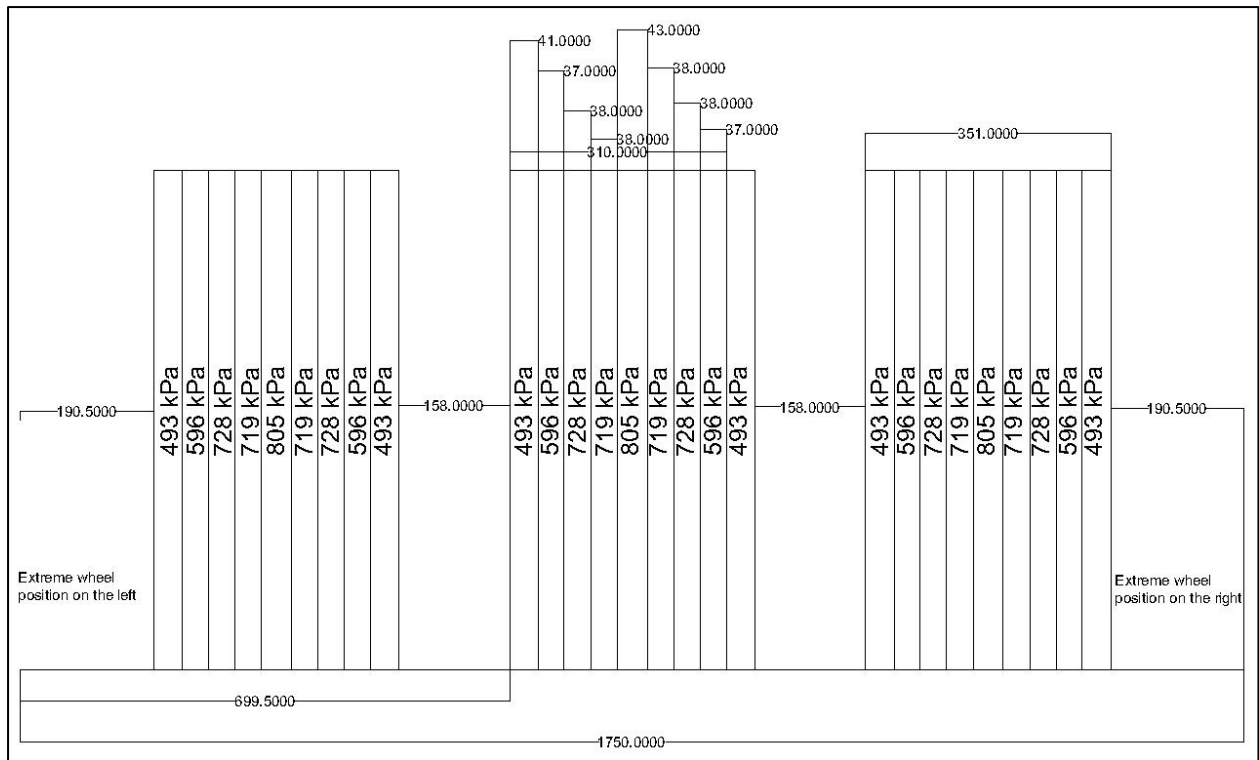 43.0000
41.0000
37.0000
38.0000
38.0000
38.0000
37.0000
38.0000
310.0000
351.0000
190.5000
493 kPa
596 kPa
728 kPa
719 kPa
805 kPa
719 kPa
728 kPa
596 kPa
493 kPa
158.0000
493 kPa
596 kPa
728 kPa
719 kPa
805 kPa
719 kPa
728 kPa
596 kPa
493 kPa
158.0000
493 kPa
596 kPa
728 kPa
719 kPa
805 kPa
719 kPa
728 kPa
596 kPa
493 kPa
190.5000
Extreme wheel
position on the left
Extreme wheel
position on the right
699.5000
1750.0000